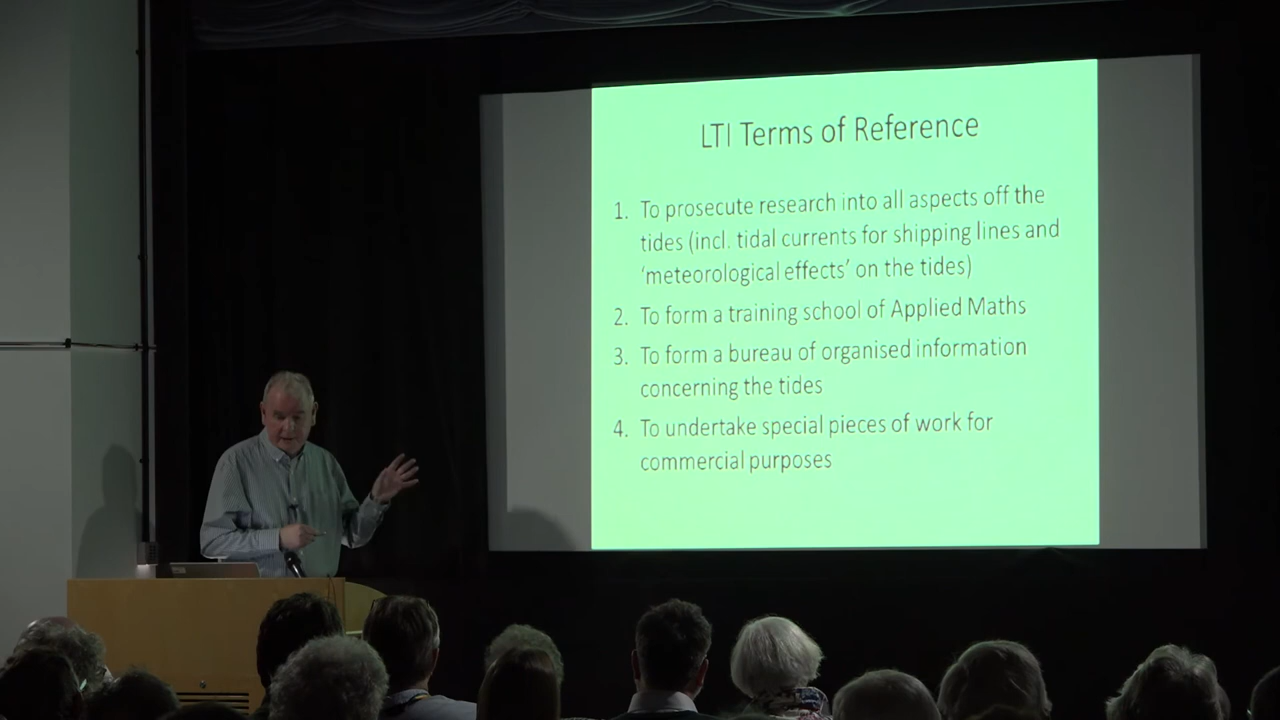 LTI Terms of Reference
1. To prosecute research into all aspects off the
tides (incl. tidal currents for shipping lines and
‘meteorological effects’ on the tides)
2. To form a training school of Applied Maths
3. To form a bureau of organised information
concerning the tides
4. To undertake special pieces of work for
commercial purposes